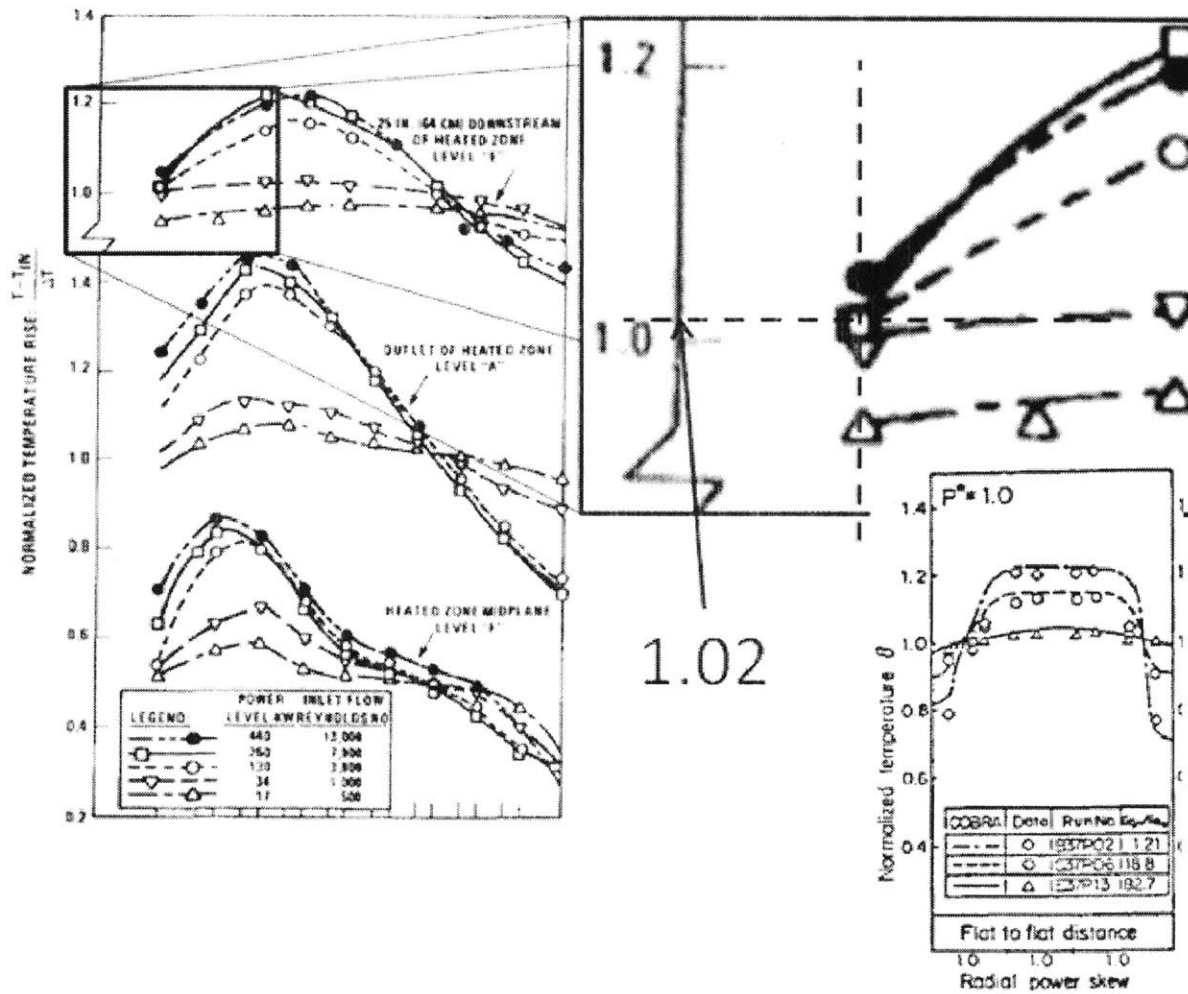 1.4
1.2
1.0
1.4
1.2
1.0
0.8
0.6
0.4
0.2
NORMALIZED TEMPERATURE RISE: T-TIN
ΔT
25 IN. (64 CM) DOWNSTREAM
OF HEATED ZONE
LEVEL "E"
OUTLET OF HEATED ZONE
LEVEL "A"
HEATED ZONE MIDPLANE
LEVEL "F"
POWER INLET FLOW
LEGEND: LEVEL KW REYNOLDS NO
440 13,000
260 7,900
130 3,800
34 1,000
17 500
1.2
1.0
1.02
P*=1.0
1.4
1.2
1.0
0.8
0.6
0.4
Normalized temperature θ
COBRA Data Run No.
Flat to flat distance
1.0 1.0 1.0
Radial power skew